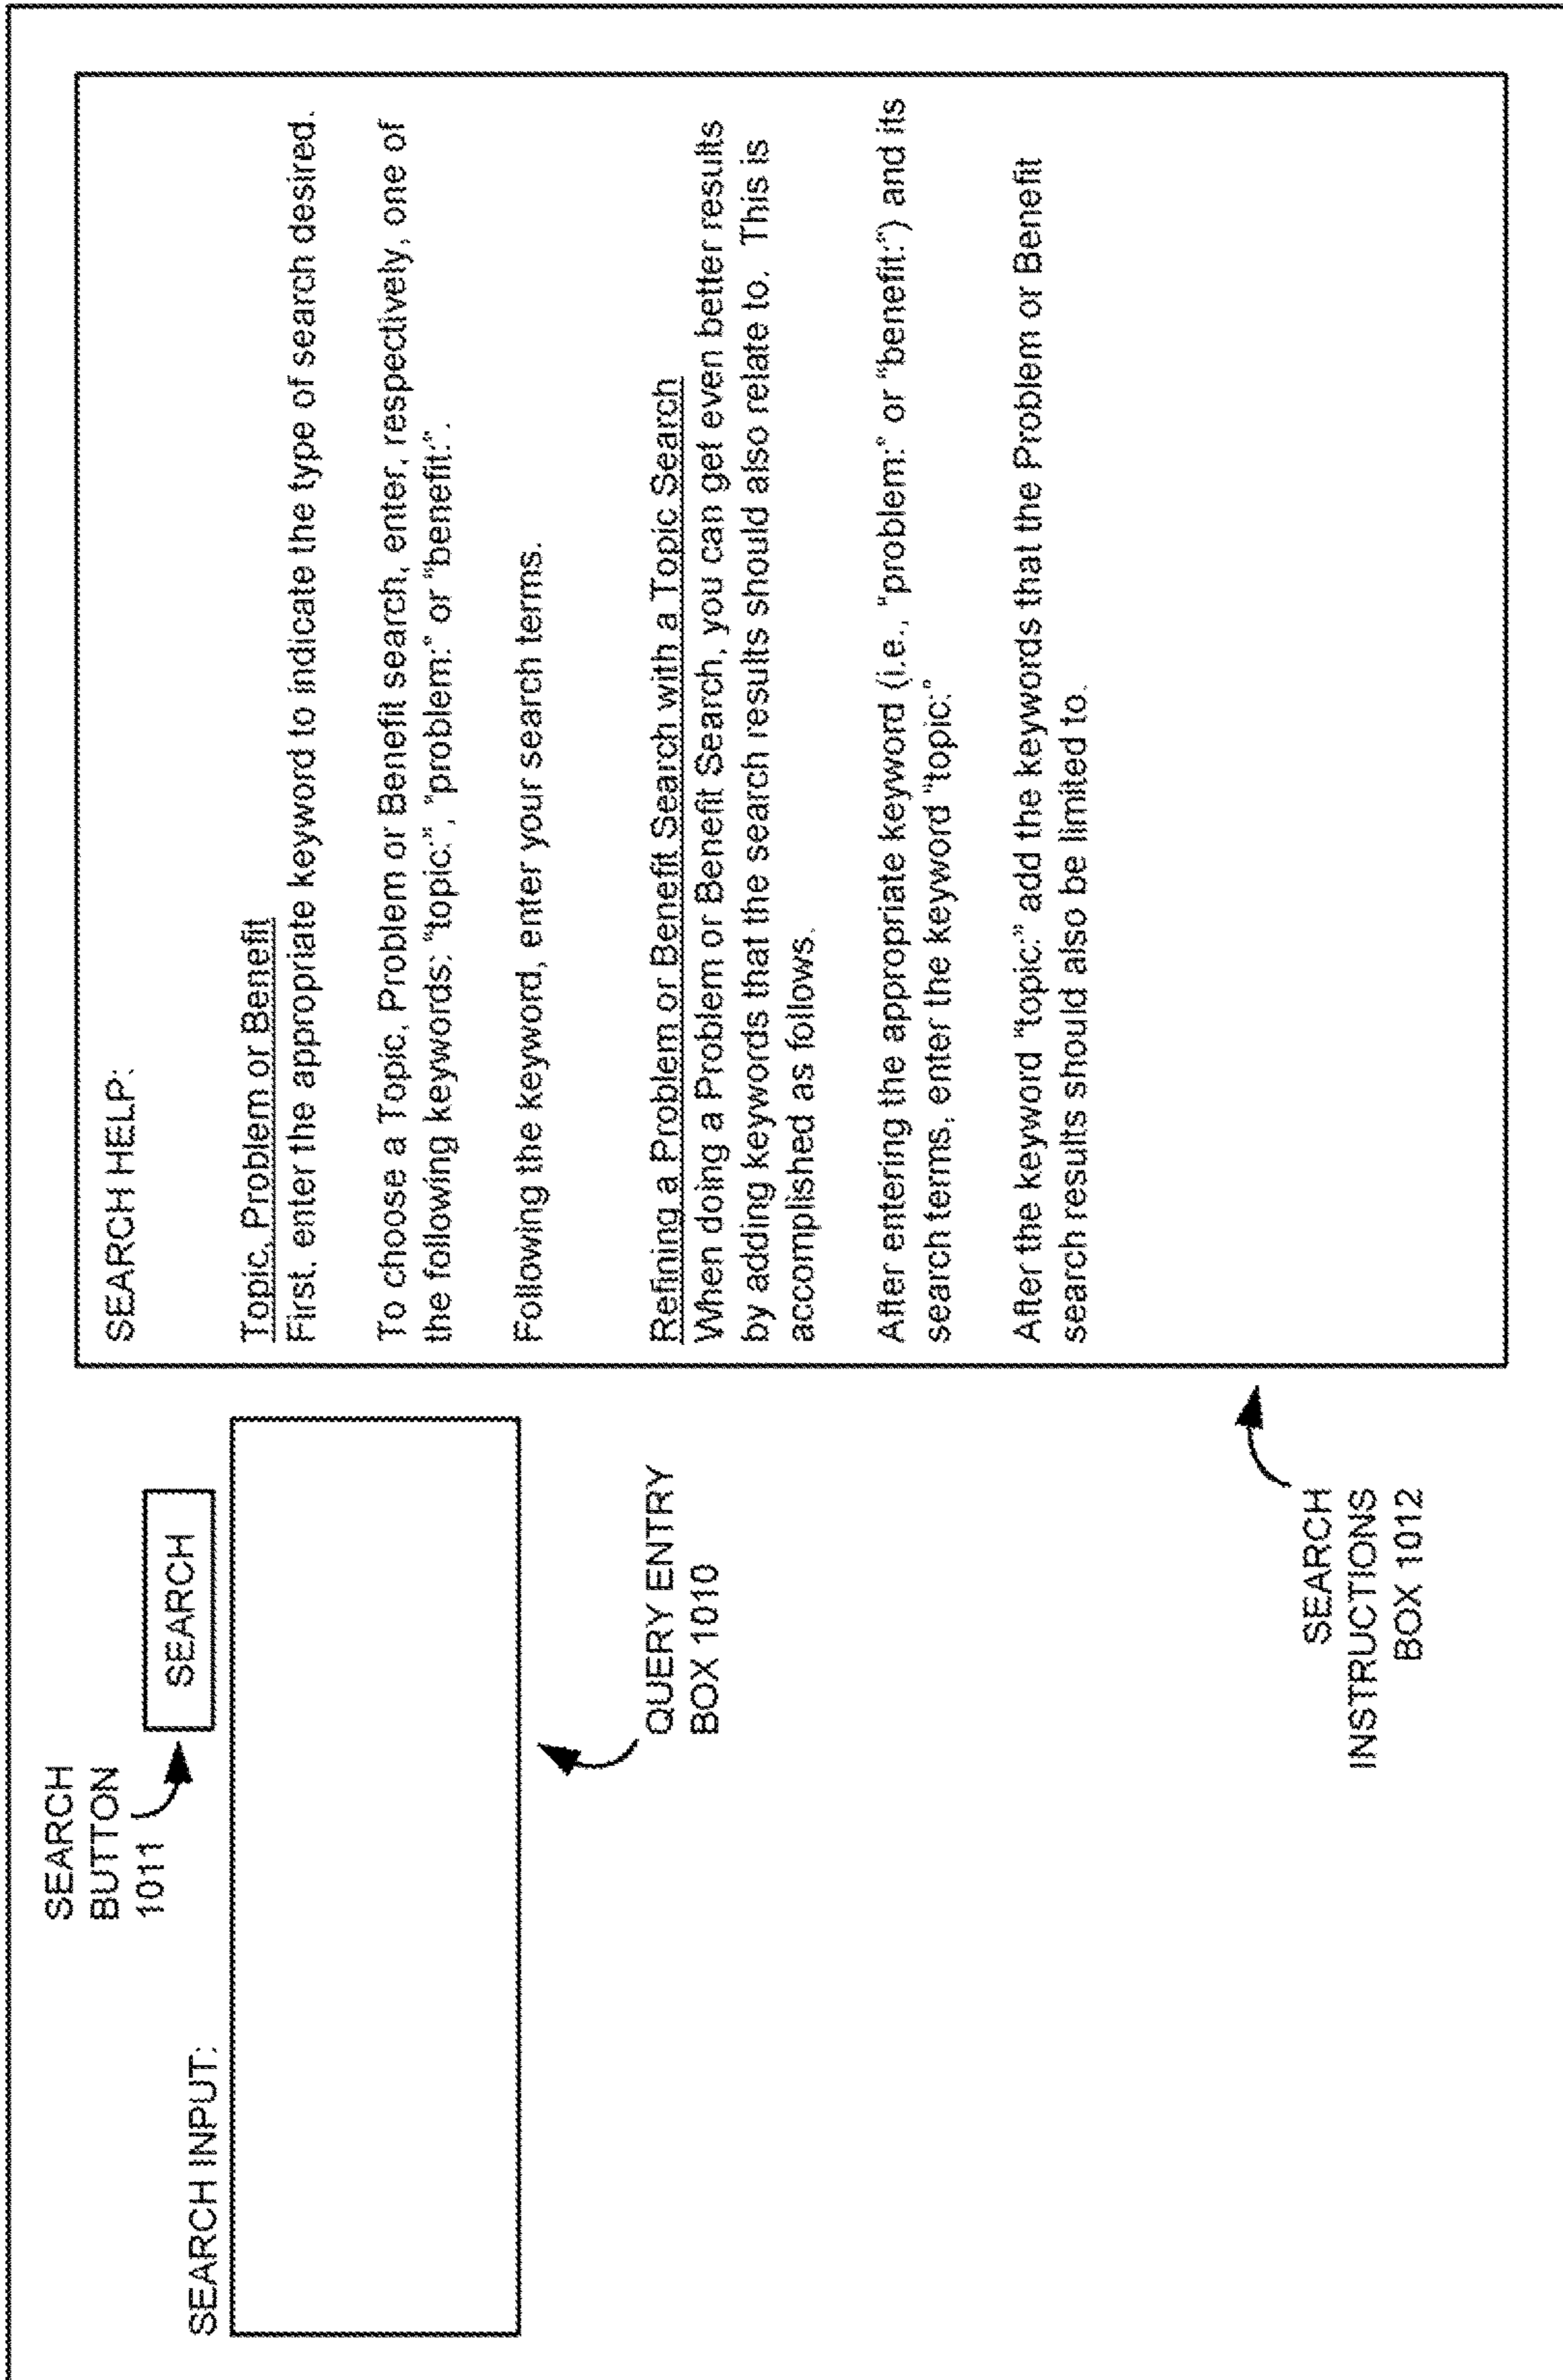 SEARCH
BUTTON
1011
SEARCH INPUT:
SEARCH
QUERY ENTRY
BOX 1010
SEARCH
INSTRUCTIONS
BOX 1012
SEARCH HELP:
Topic, Problem or Benefit
First, enter the appropriate keyword to indicate the type of search desired.
To choose a Topic, Problem or Benefit search, enter, respectively, one of
the following keywords: "topic:", "problem:" or "benefit:".
Following the keyword, enter your search terms.
Refining a Problem or Benefit Search with a Topic Search
When doing a Problem or Benefit Search, you can get even better results
by adding keywords that the search results should also relate to. This is
accomplished as follows.
After entering the appropriate keyword (i.e., "problem:" or "benefit:") and its
search terms, enter the keyword "topic:"
After the keyword "topic:" add the keywords that the Problem or Benefit
search results should also be limited to.